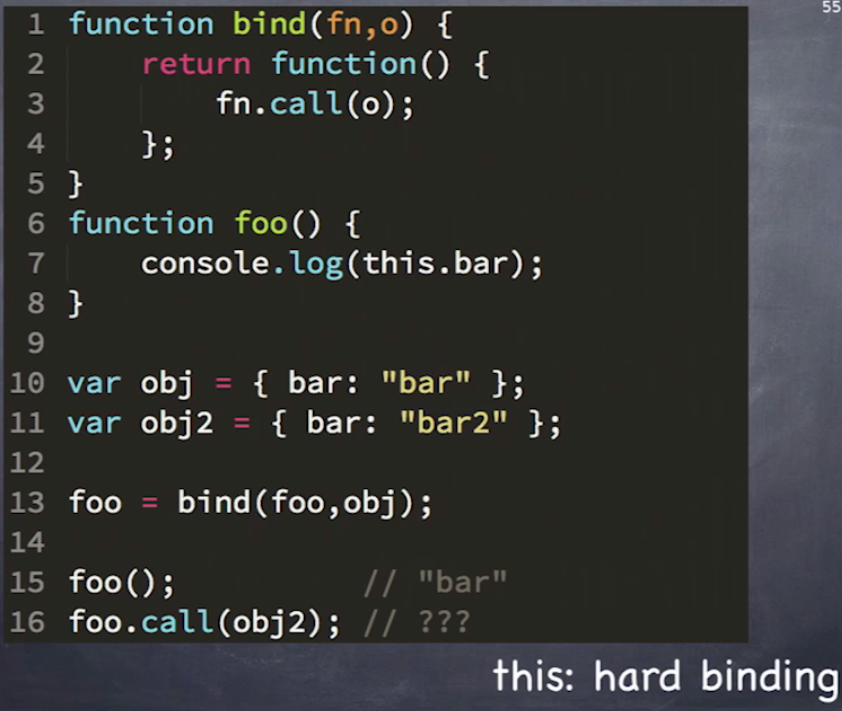 55
1 function bind(fn,o) {
2     return function() {
3         fn.call(o);
4     };
5 }
6 function foo() {
7     console.log(this.bar);
8 }
9
10 var obj = { bar: "bar" };
11 var obj2 = { bar: "bar2" };
12
13 foo = bind(foo,obj);
14
15 foo();          // "bar"
16 foo.call(obj2); // ???
this: hard binding